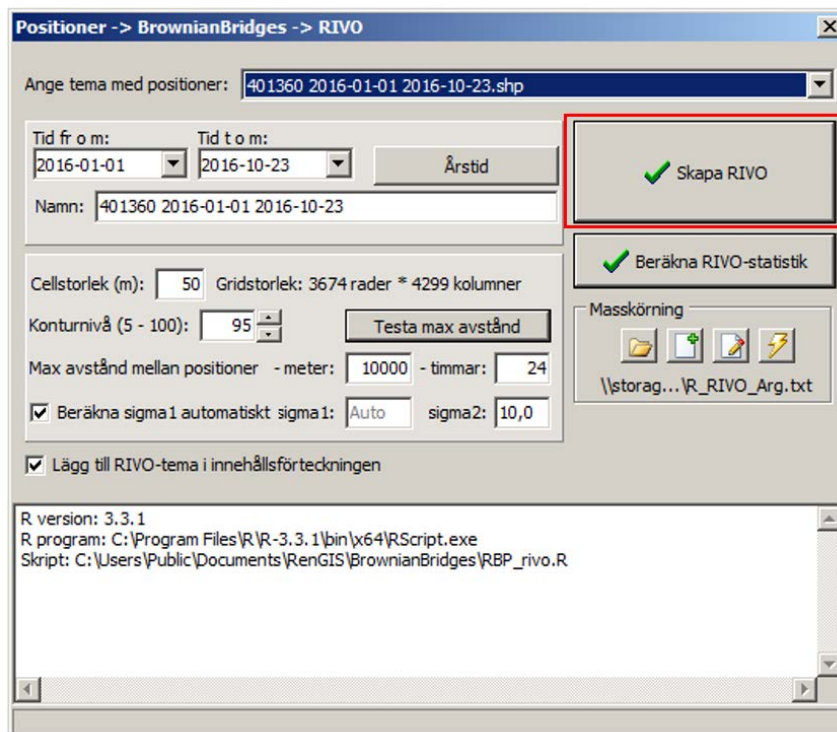 Positioner -> BrownianBridges -> RIVO
Ange tema med positioner: 401360 2016-01-01 2016-10-23.shp
Tid fr o m: Tid t o m:
2016-01-01 2016-10-23 Årstid
Namn: 401360 2016-01-01 2016-10-23
Skapa RIVO
Beräkna RIVO-statistik
Cellstorlek (m): 50 Gridstorlek: 3674 rader * 4299 kolumner
Konturnivå (5 - 100): 95 Testa max avstånd
Max avstånd mellan positioner - meter: 10000 - timmar: 24
Beräkna sigma1 automatiskt sigma1: Auto sigma2: 10,0
Masskörning
\\storag...\R_RIVO_Arg.txt
Lägg till RIVO-tema i innehållsförteckningen
R version: 3.3.1
R program: C:\Program Files\R\R-3.3.1\bin\x64\RScript.exe
Skript: C:\Users\Public\Documents\RenGIS\BrownianBridges\RBP_rivo.R